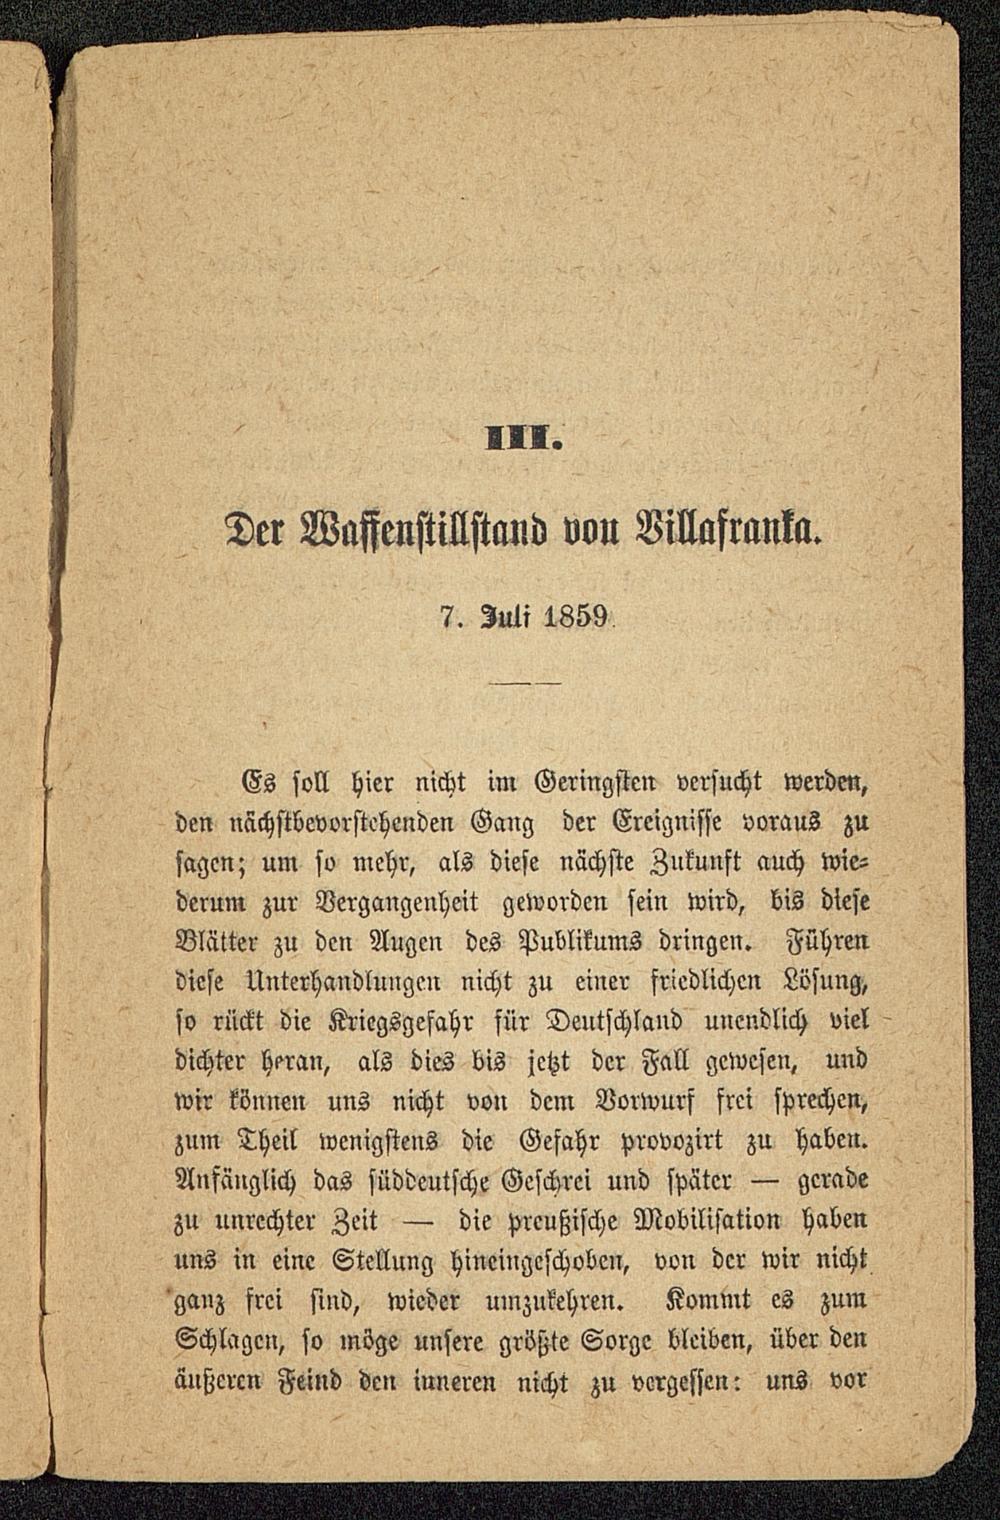 III.
Der Waffenstillstand von Villafranka.
7. Juli 1859.
Es soll hier nicht im Geringsten versucht werden,
den nächstbevorstehenden Gang der Ereignisse voraus zu
sagen; um so mehr, als diese nächste Zukunft auch wie-
derum zur Vergangenheit geworden sein wird, bis diese
Blätter zu den Augen des Publikums dringen. Führen
diese Unterhandlungen nicht zu einer friedlichen Lösung,
so rückt die Kriegsgefahr für Deutschland unendlich viel
dichter heran, als dies bis jetzt der Fall gewesen, und
wir können uns nicht von dem Vorwurf frei sprechen,
zum Theil wenigstens die Gefahr provozirt zu haben.
Anfänglich das süddeutsche Geschrei und später — gerade
zu unrechter Zeit — die preußische Mobilisation haben
uns in eine Stellung hineingeschoben, von der wir nicht
ganz frei sind, wieder umzukehren. Kommt es zum
Schlagen, so möge unsere größte Sorge bleiben, über den
äußeren Feind den inneren nicht zu vergessen: uns vor